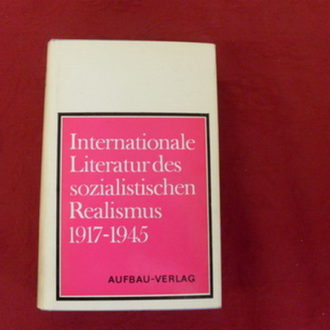 Internationale
Literatur des
sozialistischen
Realismus
1917-1945
AUFBAU-VERLAG